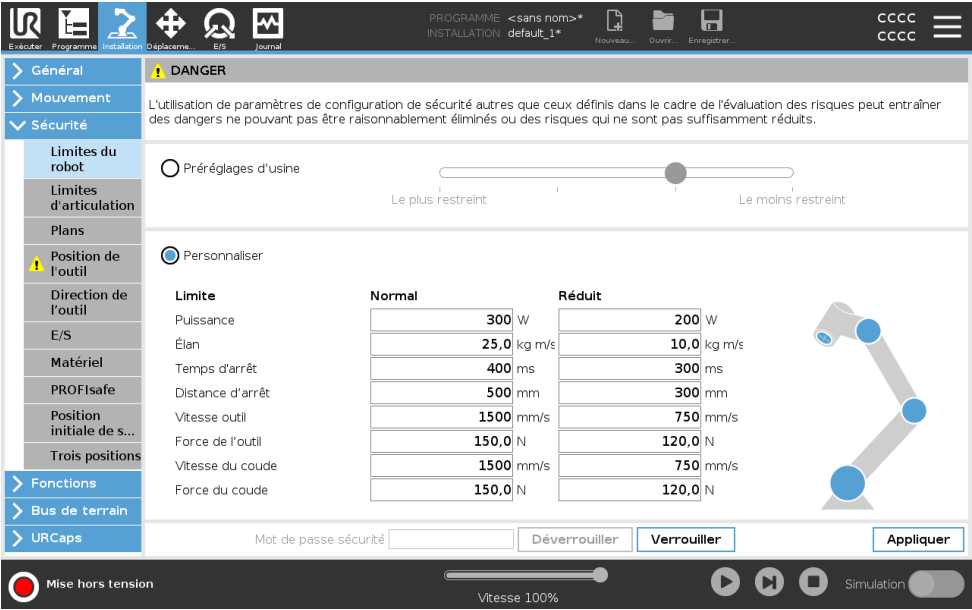 PROGRAMME <sans nom>*
INSTALLATION default_1*
CCCC
CCCC
Exécuter Programme Installation Déplaceme... E/S Journal Nouveau... Ouvrir... Enregistrer...
Général
Mouvement
Sécurité
Limites du
robot
Limites
d'articulation
Plans
Position de
l'outil
Direction de
l'outil
E/S
Matériel
PROFIsafe
Position
initiale de s...
Trois positions
Fonctions
Bus de terrain
URCaps
DANGER
L'utilisation de paramètres de configuration de sécurité autres que ceux définis dans le cadre de l'évaluation des risques peut entraîner
des dangers ne pouvant pas être raisonnablement éliminés ou des risques qui ne sont pas suffisamment réduits.
Préréglages d'usine
Le plus restreint Le moins restreint
Personnaliser
Limite Normal Réduit
Puissance 300 W 200 W
Élan 25,0 kg m/s 10,0 kg m/s
Temps d'arrêt 400 ms 300 ms
Distance d'arrêt 500 mm 300 mm
Vitesse outil 1500 mm/s 750 mm/s
Force de l'outil 150,0 N 120,0 N
Vitesse du coude 1500 mm/s 750 mm/s
Force du coude 150,0 N 120,0 N
Mot de passe sécurité Déverrouiller Verrouiller Appliquer
Mise hors tension
Vitesse 100%
Simulation